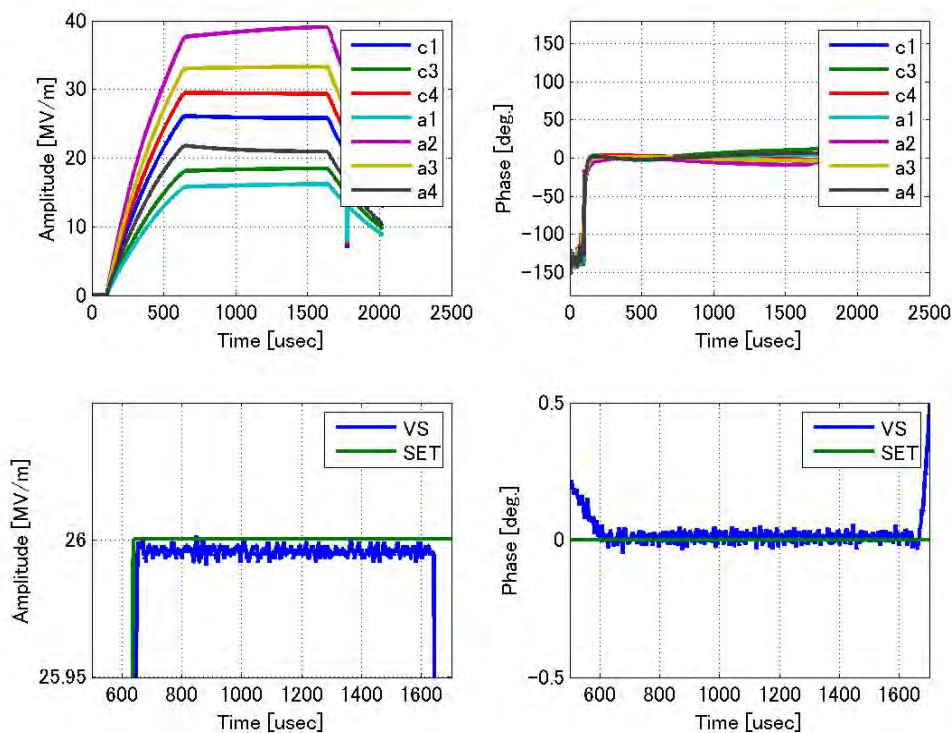 40
30
20
10
0
Amplitude [MV/m]
0 500 1000 1500 2000 2500
Time [usec]
c1
c3
c4
a1
a2
a3
a4
150
100
50
0
-50
-100
-150
Phase [deg.]
0 500 1000 1500 2000 2500
Time [usec]
c1
c3
c4
a1
a2
a3
a4
26
25.95
Amplitude [MV/m]
600 800 1000 1200 1400 1600
Time [usec]
VS
SET
0.5
0
-0.5
Phase [deg.]
600 800 1000 1200 1400 1600
Time [usec]
VS
SET